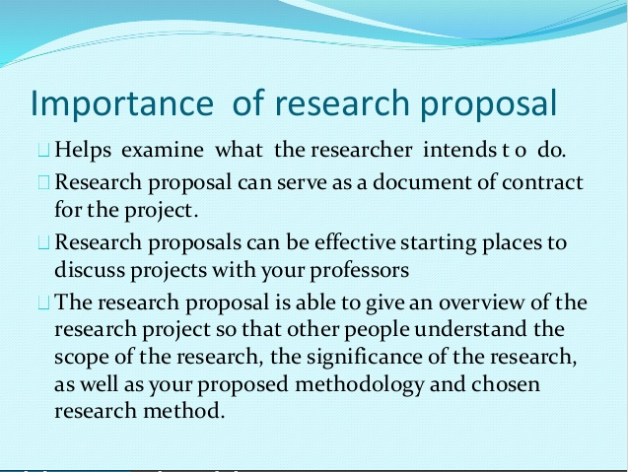 Importance of research proposal
Helps examine what the researcher intends t o do.
Research proposal can serve as a document of contract
for the project.
Research proposals can be effective starting places to
discuss projects with your professors
The research proposal is able to give an overview of the
research project so that other people understand the
scope of the research, the significance of the research,
as well as your proposed methodology and chosen
research method.